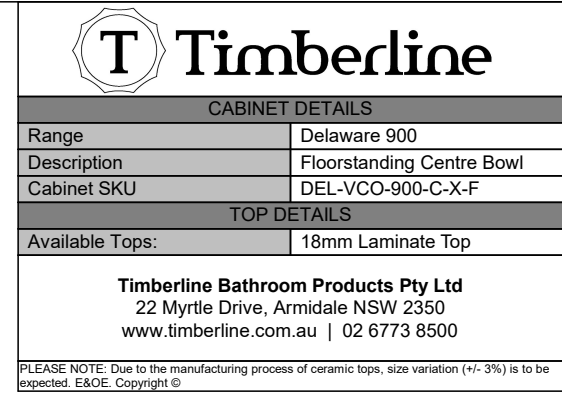 T Timberline
CABINET DETAILS
Range Delaware 900
Description Floorstanding Centre Bowl
Cabinet SKU DEL-VCO-900-C-X-F
TOP DETAILS
Available Tops: 18mm Laminate Top
Timberline Bathroom Products Pty Ltd
22 Myrtle Drive, Armidale NSW 2350
www.timberline.com.au | 02 6773 8500
PLEASE NOTE: Due to the manufacturing process of ceramic tops, size variation (+/- 3%) is to be
expected. E&OE. Copyright ©